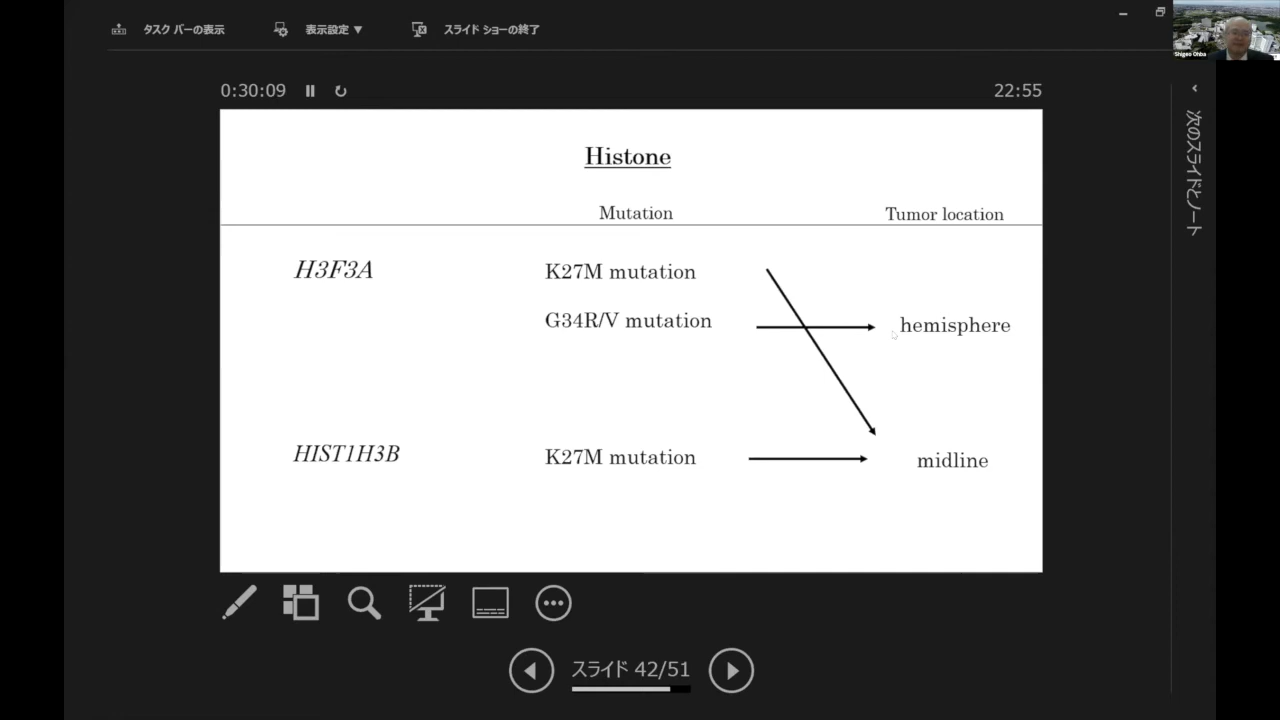 タスク バーの表示 表示設定 ▼ スライド ショーの終了
Shigeo Ohba
0:30:09 22:55
次のスライドとノート
Histone
Mutation Tumor location
H3F3A K27M mutation
G34R/V mutation hemisphere
HIST1H3B K27M mutation midline
スライド 42/51